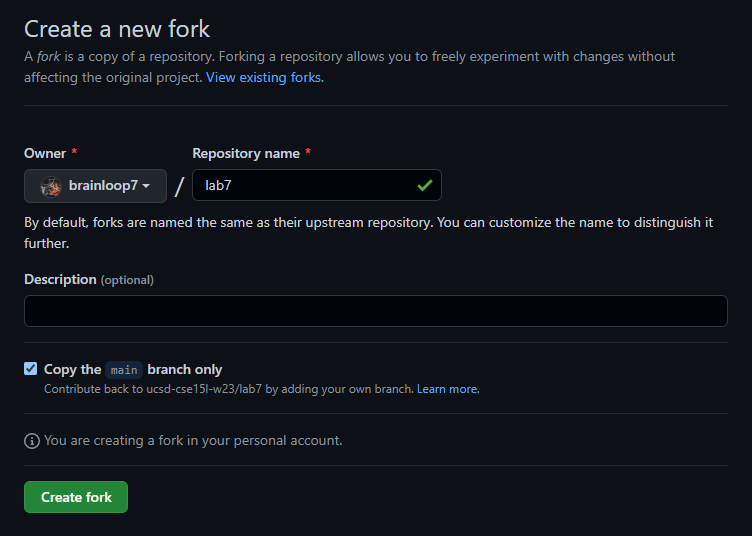 Create a new fork
A fork is a copy of a repository. Forking a repository allows you to freely experiment with changes without
affecting the original project. View existing forks.
Owner * Repository name *
brainloop7 / lab7
By default, forks are named the same as their upstream repository. You can customize the name to distinguish it
further.
Description (optional)
Copy the main branch only
Contribute back to ucsd-cse15l-w23/lab7 by adding your own branch. Learn more.
You are creating a fork in your personal account.
Create fork